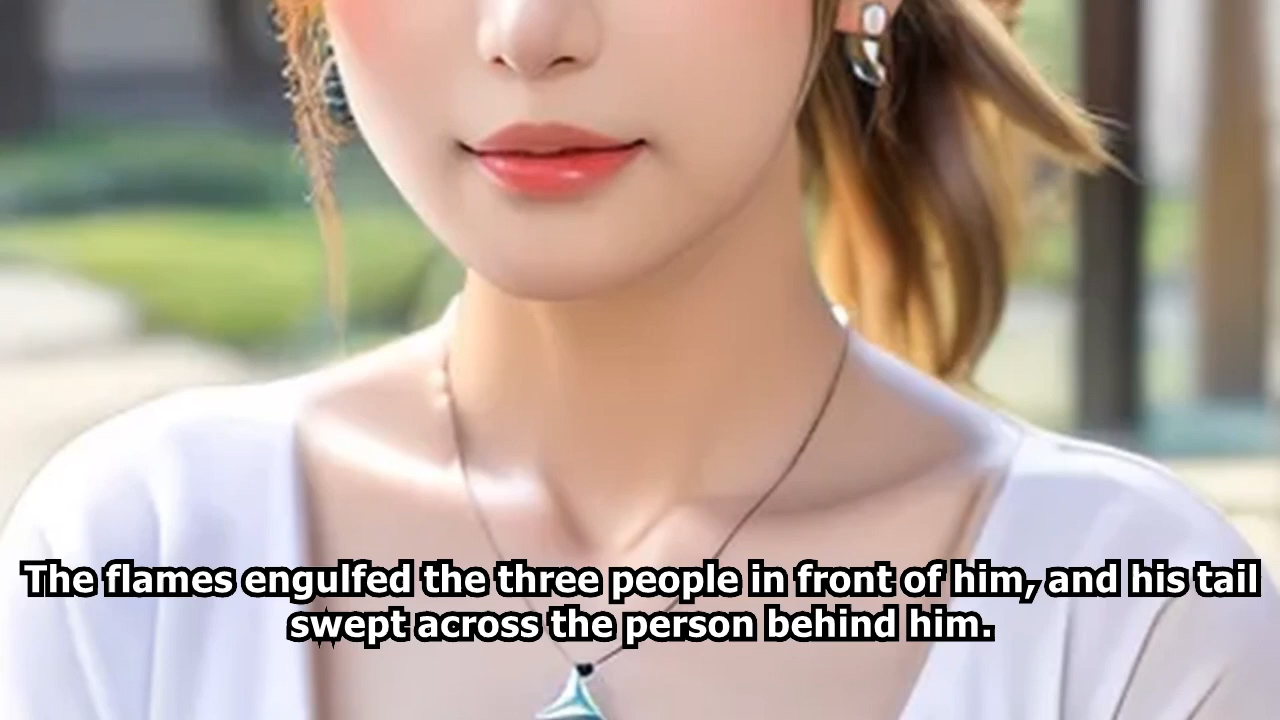 The flames engulfed the three people in front of him, and his tail
swept across the person behind him.